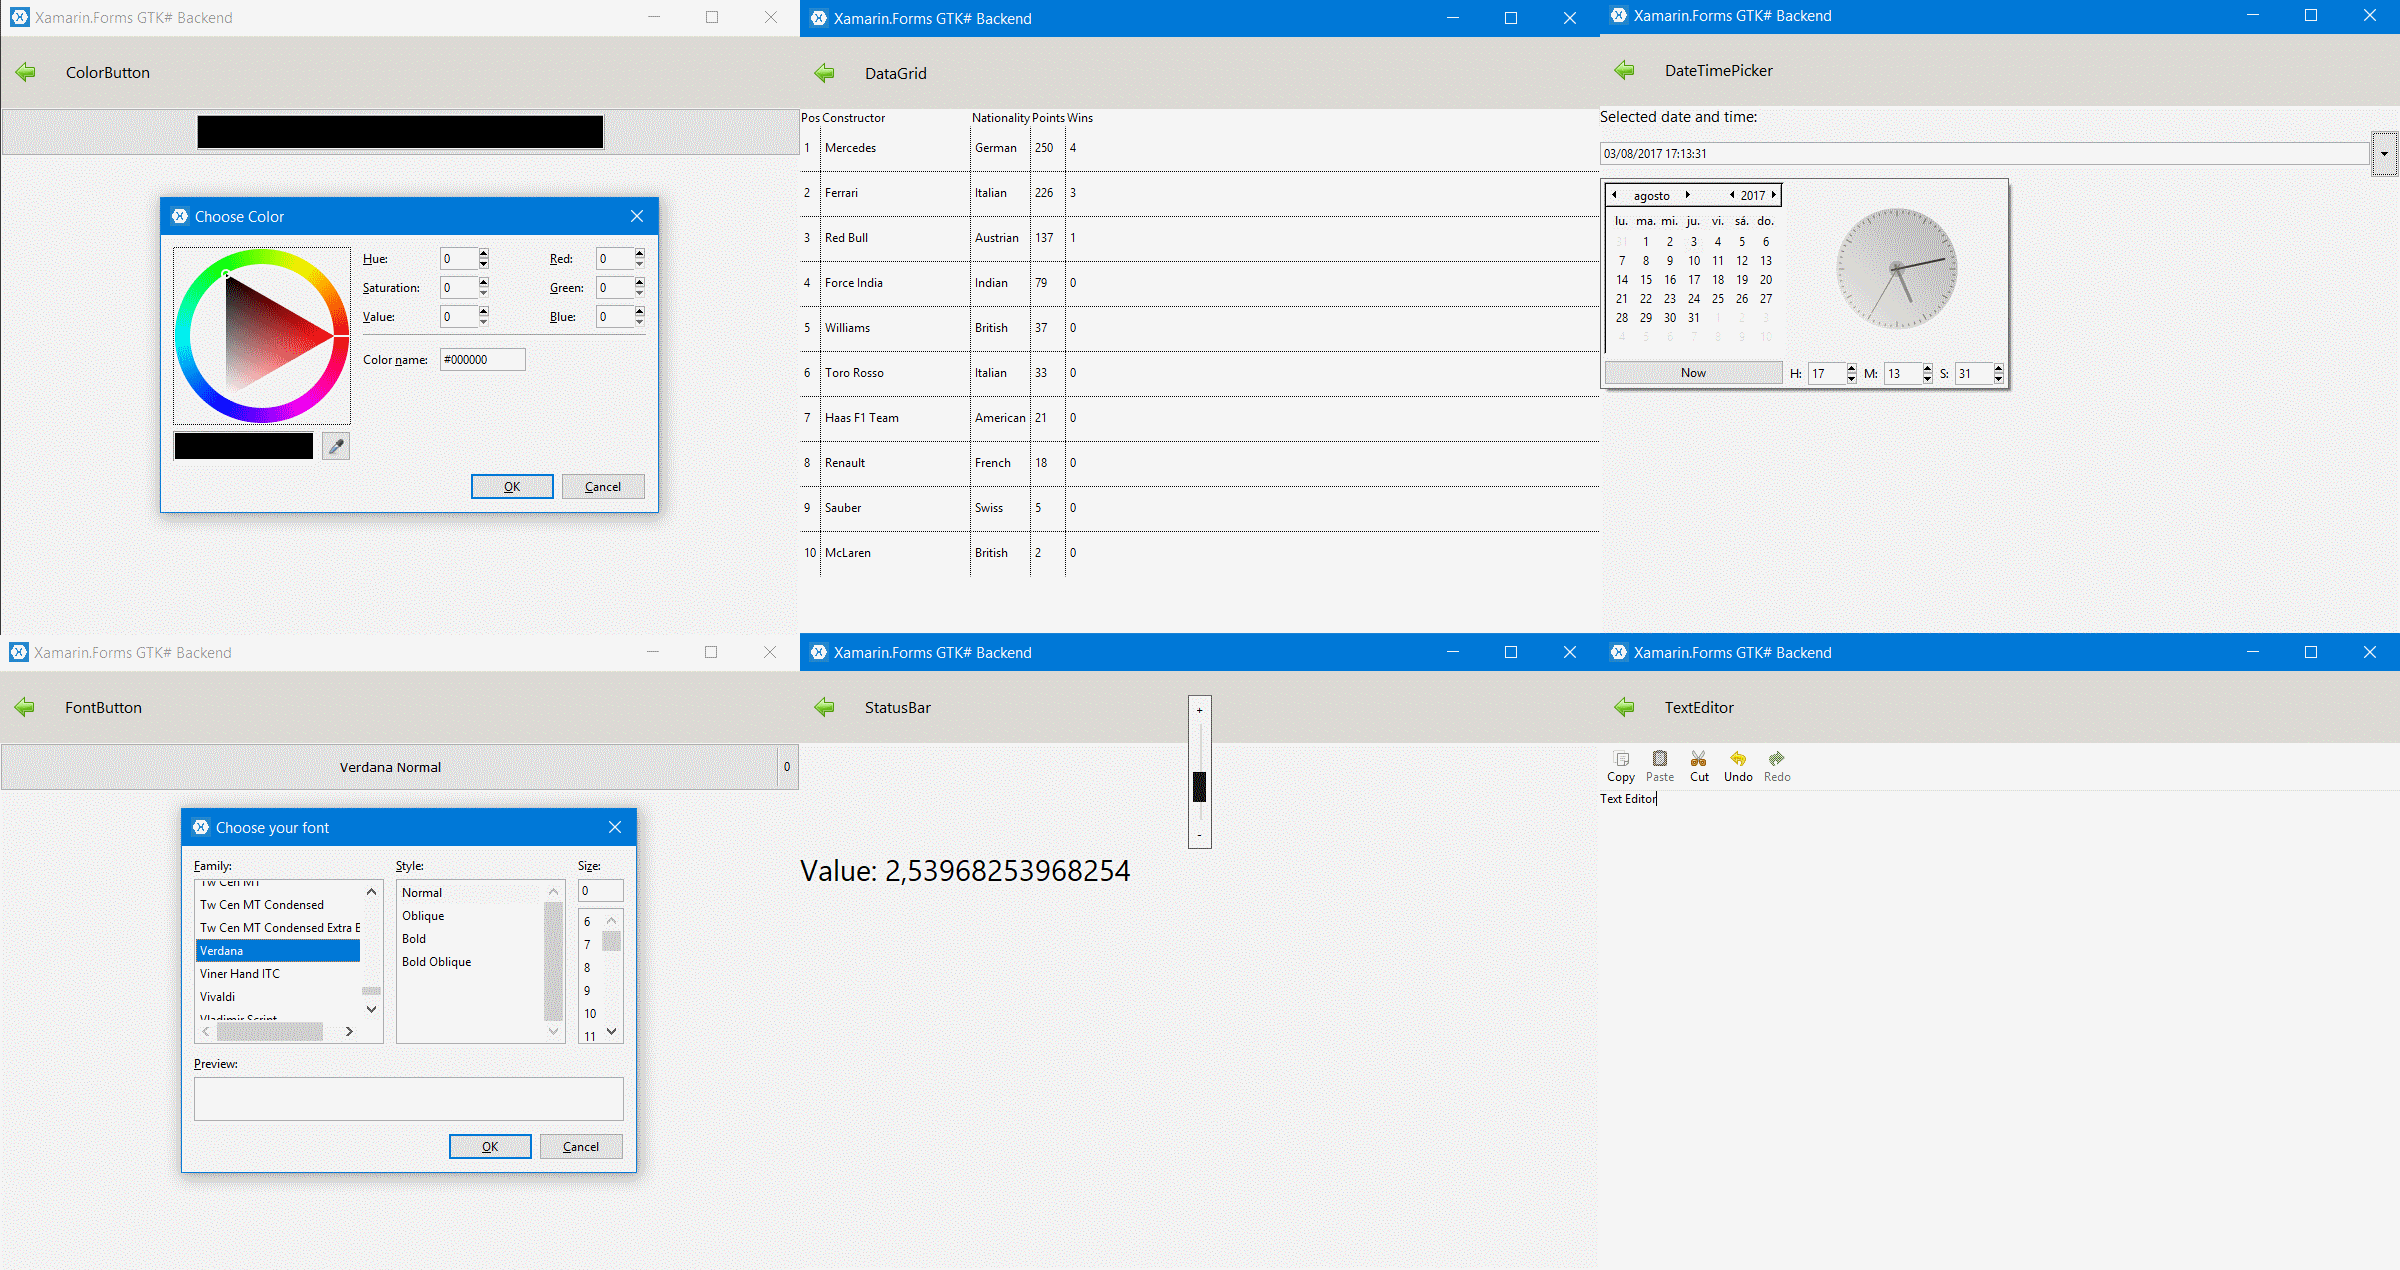 Xamarin.Forms GTK# Backend
ColorButton
Choose Color
Hue: 0 Red: 0
Saturation: 0 Green: 0
Value: 0 Blue: 0
Color name: #000000
OK Cancel
Xamarin.Forms GTK# Backend
DataGrid
Pos Constructor Nationality Points Wins
1 Mercedes German 250 4
2 Ferrari Italian 226 3
3 Red Bull Austrian 137 1
4 Force India Indian 79 0
5 Williams British 37 0
6 Toro Rosso Italian 33 0
7 Haas F1 Team American 21 0
8 Renault French 18 0
9 Sauber Swiss 5 0
10 McLaren British 2 0
Xamarin.Forms GTK# Backend
DateTimePicker
Selected date and time:
03/08/2017 17:13:31
agosto 2017
lu. ma. mi. ju. vi. sá. do.
31 1 2 3 4 5 6
7 8 9 10 11 12 13
14 15 16 17 18 19 20
21 22 23 24 25 26 27
28 29 30 31 1 2 3
4 5 6 7 8 9 10
Now H: 17 M: 13 S: 31
Xamarin.Forms GTK# Backend
FontButton
Verdana Normal 0
Choose your font
Family: Style: Size:
Tw Cen MT
Tw Cen MT Condensed
Tw Cen MT Condensed Extra E
Verdana
Viner Hand ITC
Vivaldi
Vladimir Script
Normal
Oblique
Bold
Bold Oblique
0
6
7
8
9
10
11
Preview:
OK Cancel
Xamarin.Forms GTK# Backend
StatusBar
+
-
Value: 2,53968253968254
Xamarin.Forms GTK# Backend
TextEditor
Copy Paste Cut Undo Redo
Text Editor